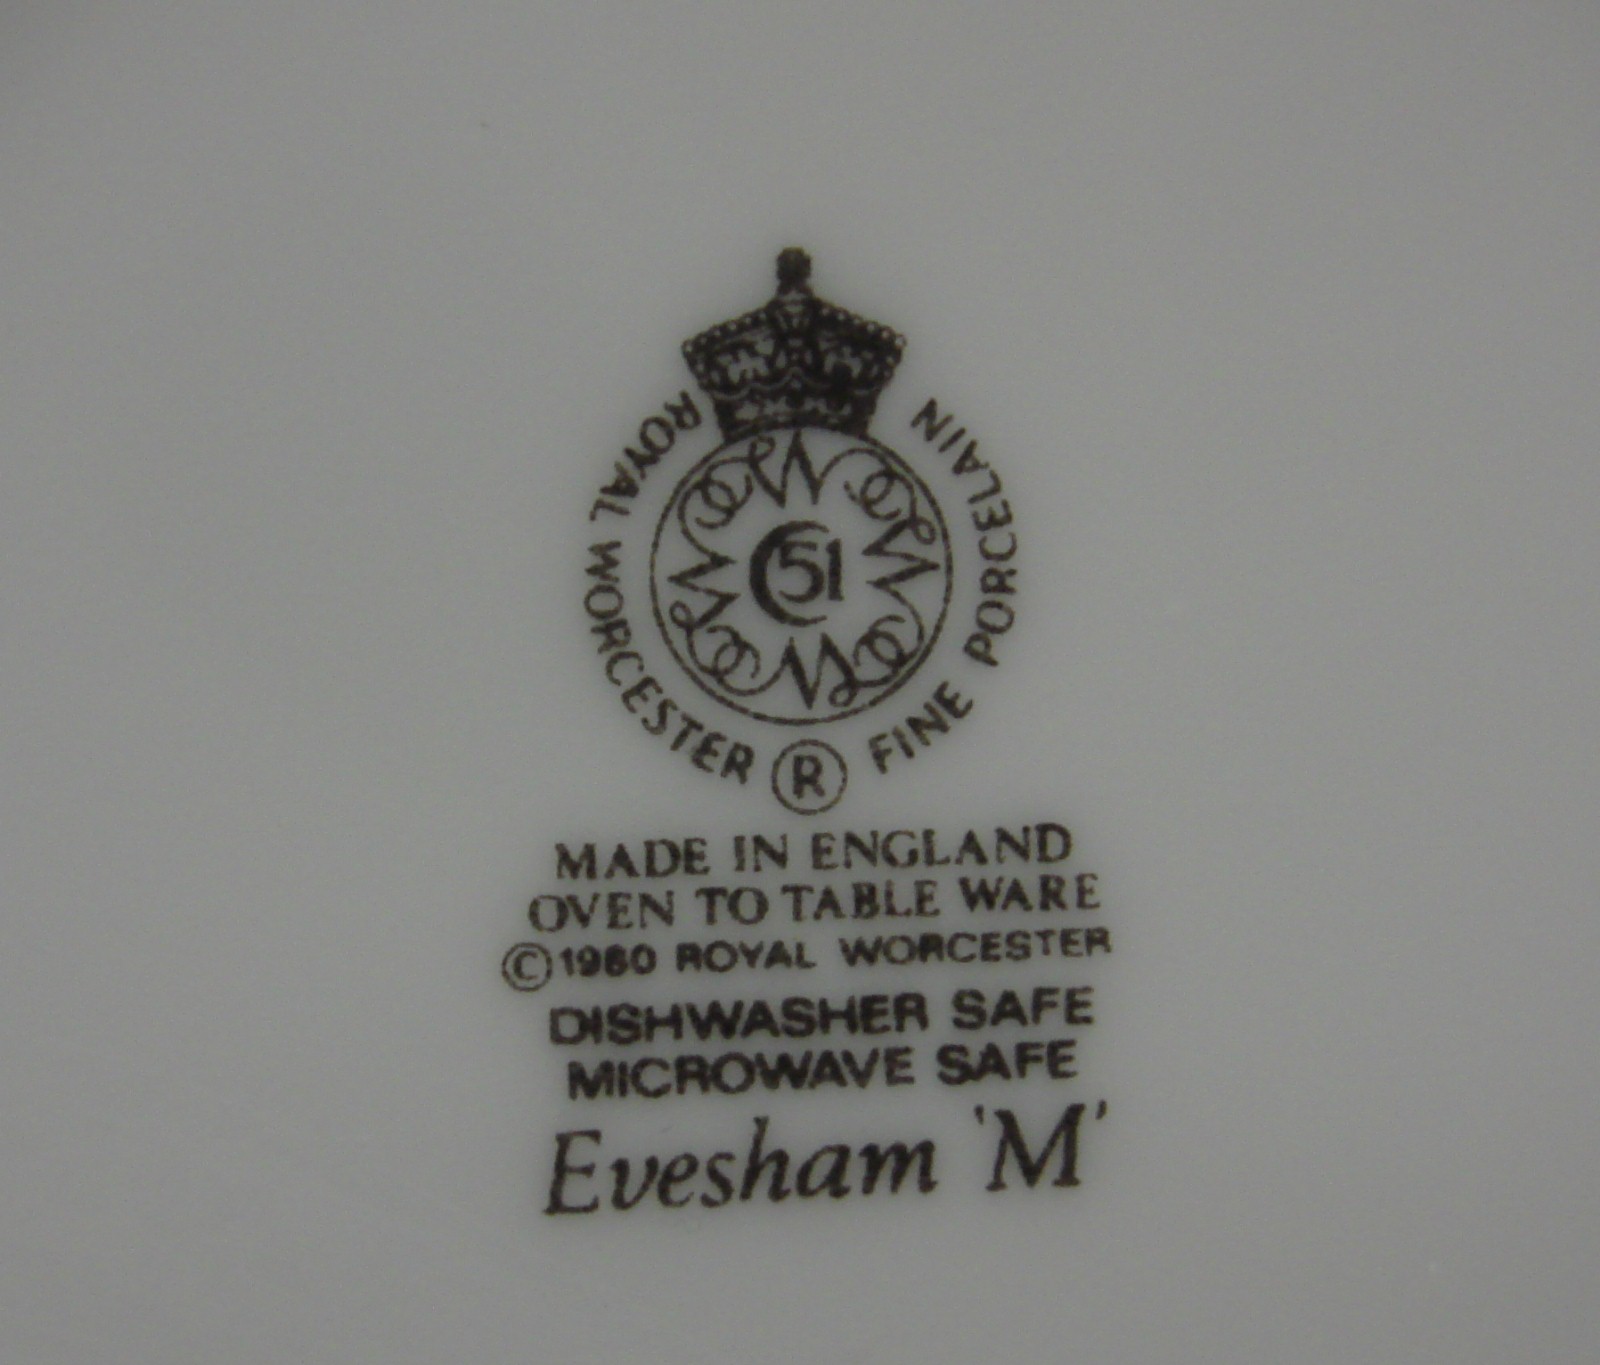 ROYAL WORCESTER ® FINE PORCELAIN
C51
MADE IN ENGLAND
OVEN TO TABLE WARE
©1980 ROYAL WORCESTER
DISHWASHER SAFE
MICROWAVE SAFE
Evesham 'M'